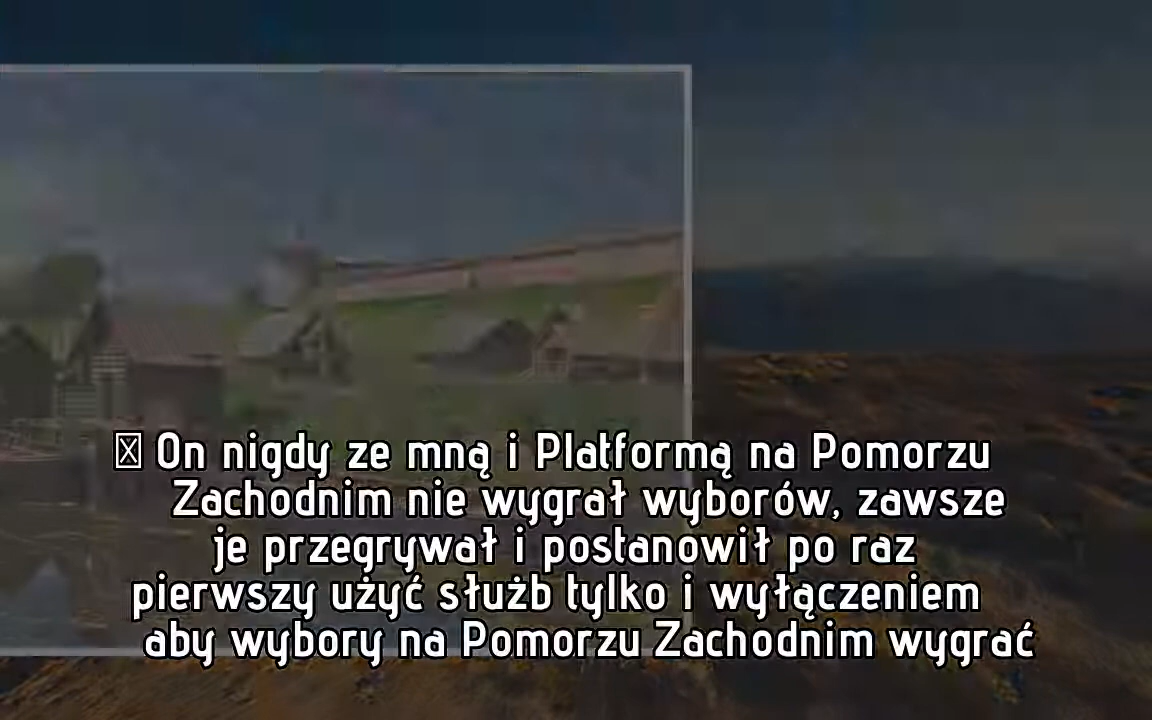 On nigdy ze mną i Platformą na Pomorzu
Zachodnim nie wygrał wyborów, zawsze
je przegrywał i postanowił po raz
pierwszy użyć służb tylko i wyłączeniem
aby wybory na Pomorzu Zachodnim wygrać